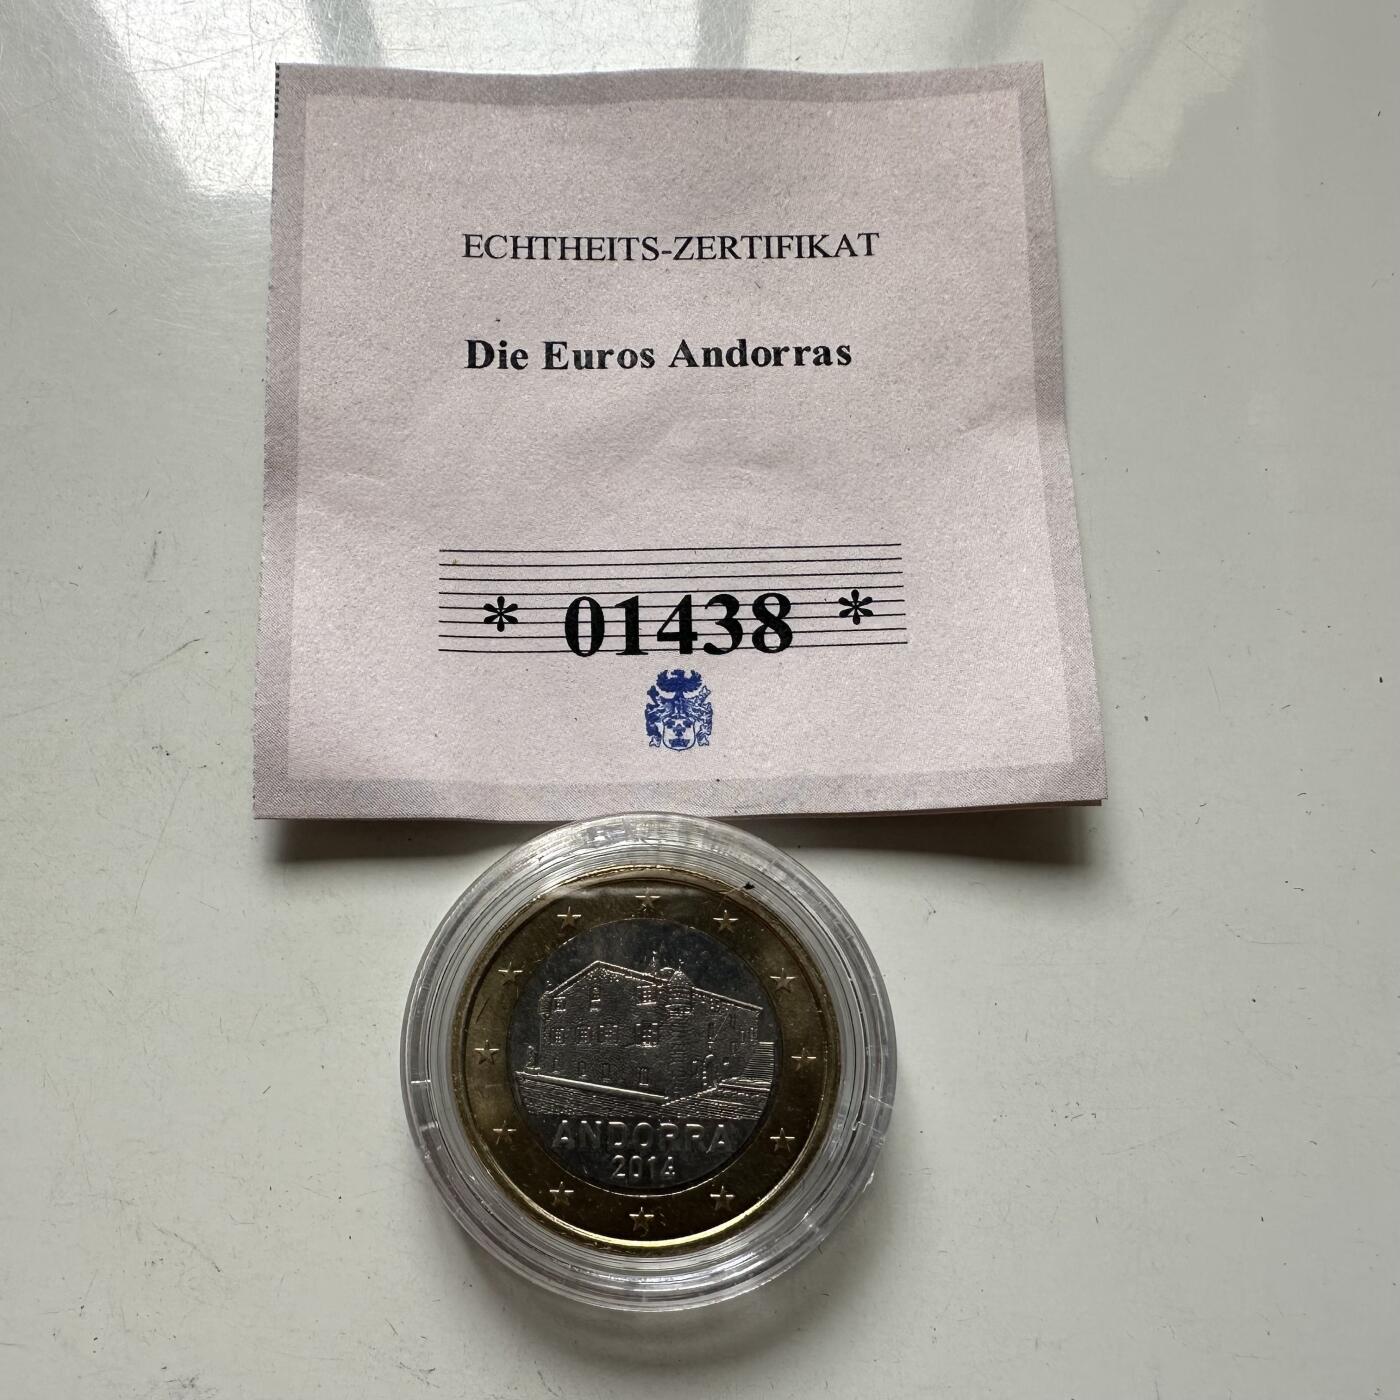 ECHTHEITS-ZERTIFIKAT
Die Euros Andorras
* 01438 *
ANDORRA
2014